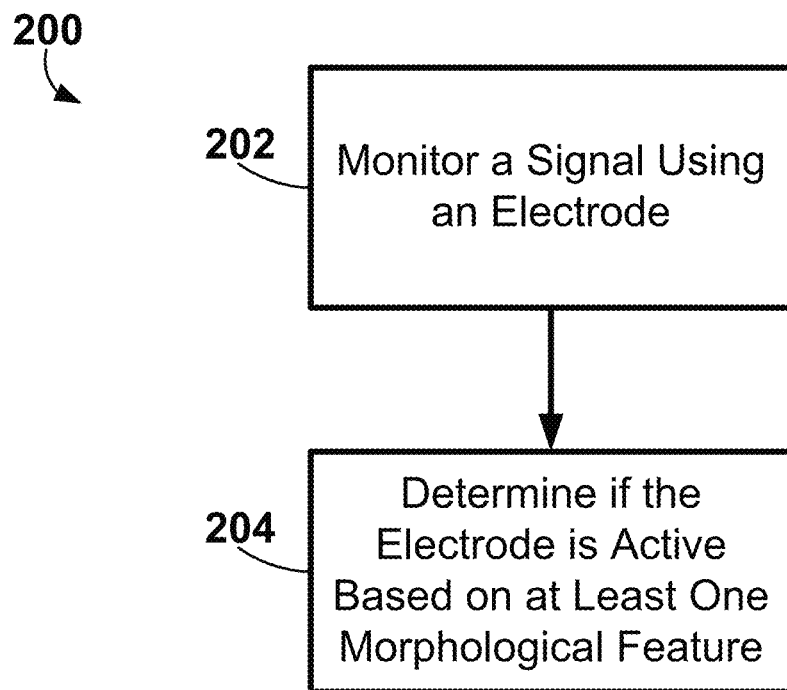 200
202
Monitor a Signal Using
an Electrode
204
Determine if the
Electrode is Active
Based on at Least One
Morphological Feature